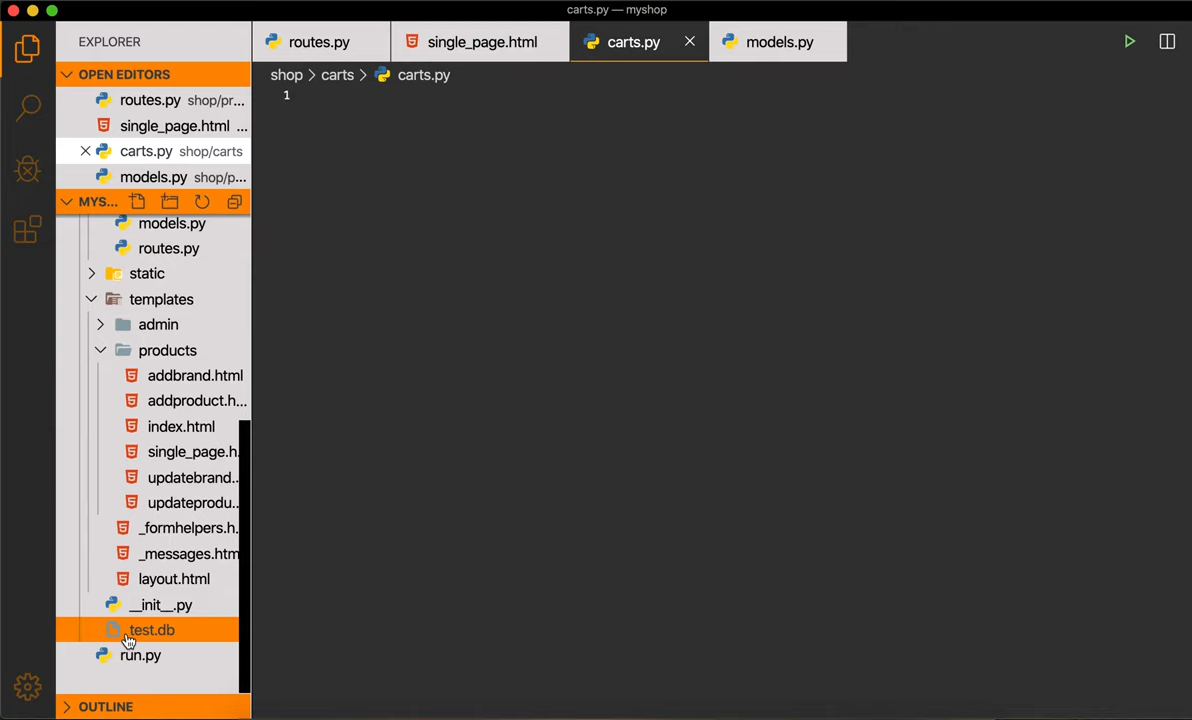 carts.py — myshop
EXPLORER
routes.py
single_page.html
carts.py
models.py
OPEN EDITORS
shop > carts > carts.py
1
routes.py shop/pr...
single_page.html ...
carts.py shop/carts
models.py shop/p...
MYS...
models.py
routes.py
static
templates
admin
products
addbrand.html
addproduct.h...
index.html
single_page.h.
updatebrand..
updateprodu..
_formhelpers.h.
_messages.htm
layout.html
__init__.py
test.db
run.py
OUTLINE